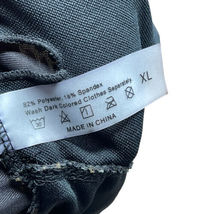 82% Polyester, 18% Spandex
Wash Dark Colored Clothes Separately
MADE IN CHINA
XL